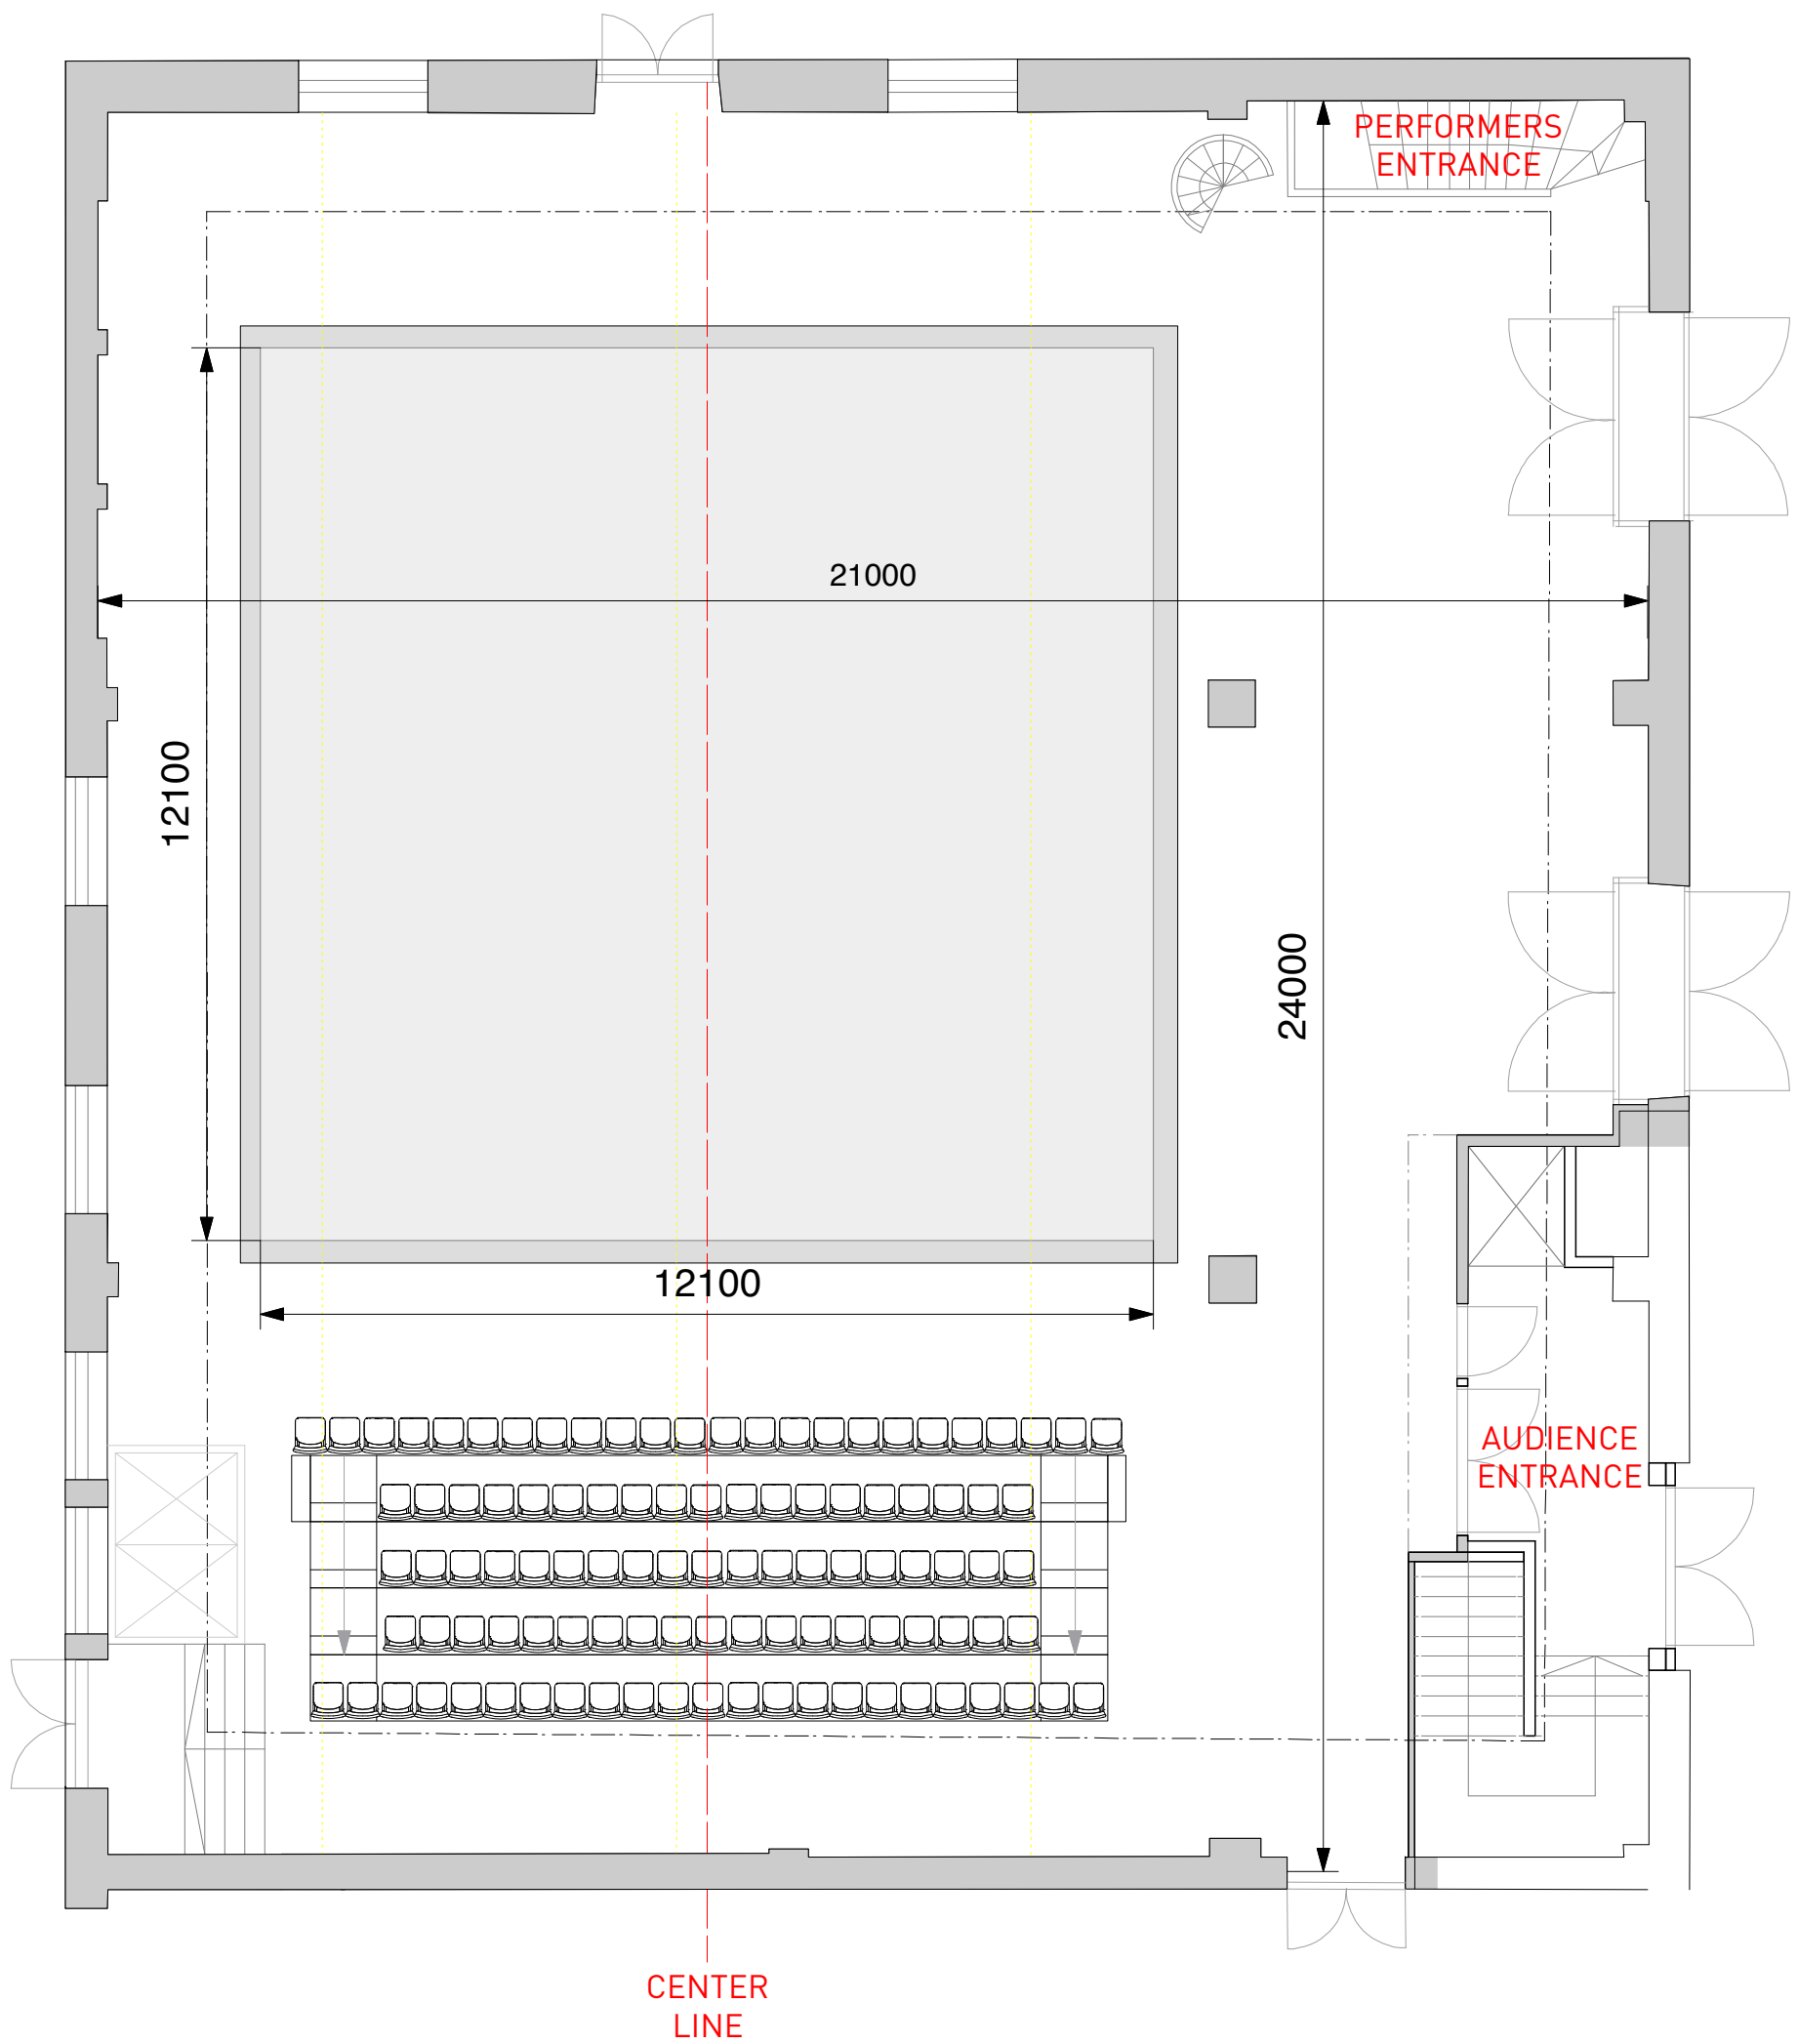 PERFORMERS
ENTRANCE
21000
12100
24000
12100
AUDIENCE
ENTRANCE
CENTER
LINE